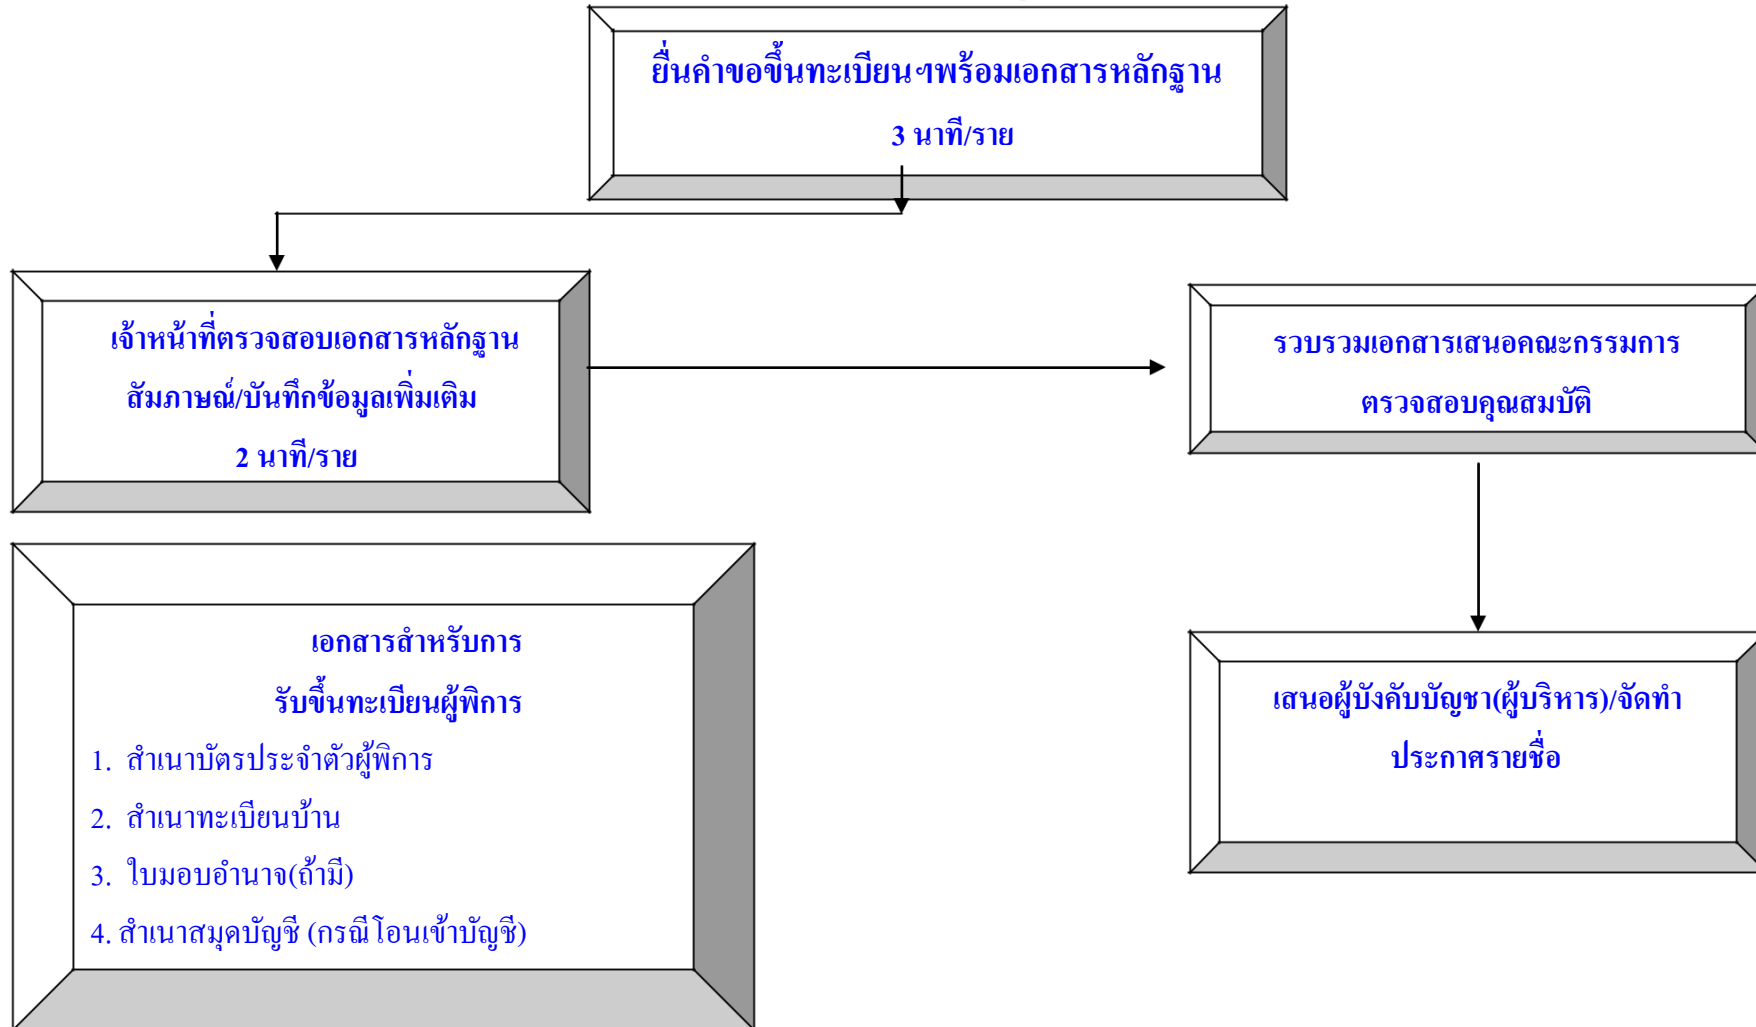 ยื่นคำขอขึ้นทะเบียนฯพร้อมเอกสารหลักฐาน
3 นาที/ราย
เจ้าหน้าที่ตรวจสอบเอกสารหลักฐาน
สัมภาษณ์/บันทึกข้อมูลเพิ่มเติม
2 นาที/ราย
รวบรวมเอกสารเสนอคณะกรรมการ
ตรวจสอบคุณสมบัติ
เอกสารสำหรับการ
รับขึ้นทะเบียนผู้พิการ
1. สำเนาบัตรประจำตัวผู้พิการ
2. สำเนาทะเบียนบ้าน
3. ใบมอบอำนาจ(ถ้ามี)
4. สำเนาสมุดบัญชี (กรณีโอนเข้าบัญชี)
เสนอผู้บังคับบัญชา(ผู้บริหาร)/จัดทำ
ประกาศรายชื่อ